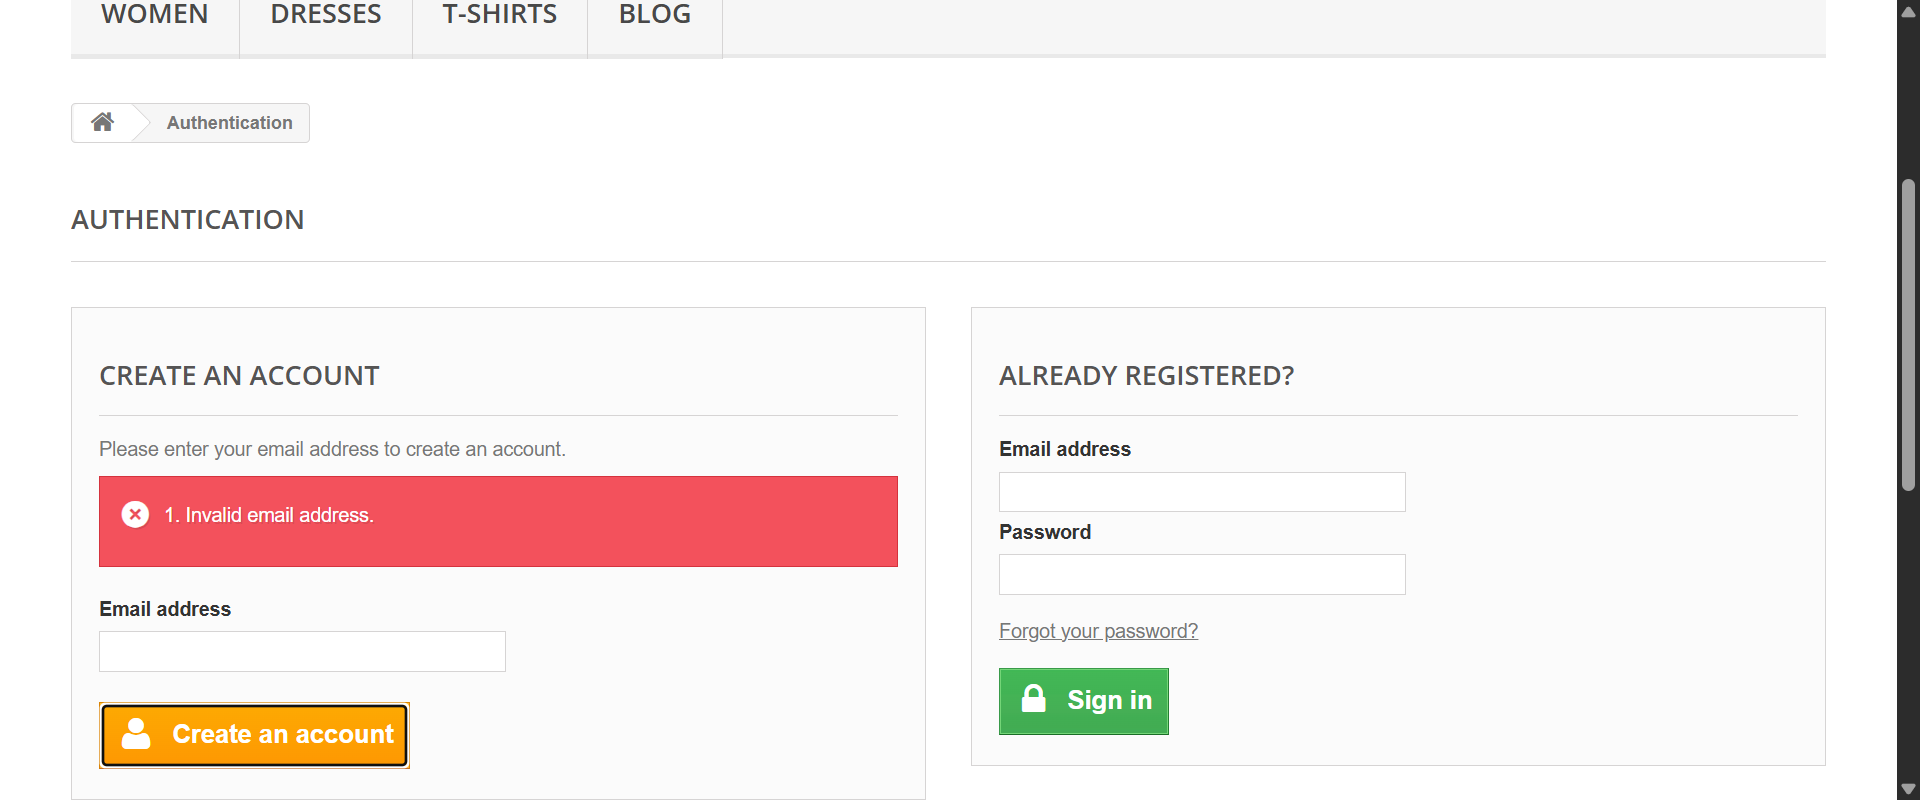 WOMEN DRESSES T-SHIRTS BLOG
Authentication
AUTHENTICATION
CREATE AN ACCOUNT
Please enter your email address to create an account.
1. Invalid email address.
Email address
Create an account
ALREADY REGISTERED?
Email address
Password
Forgot your password?
Sign in